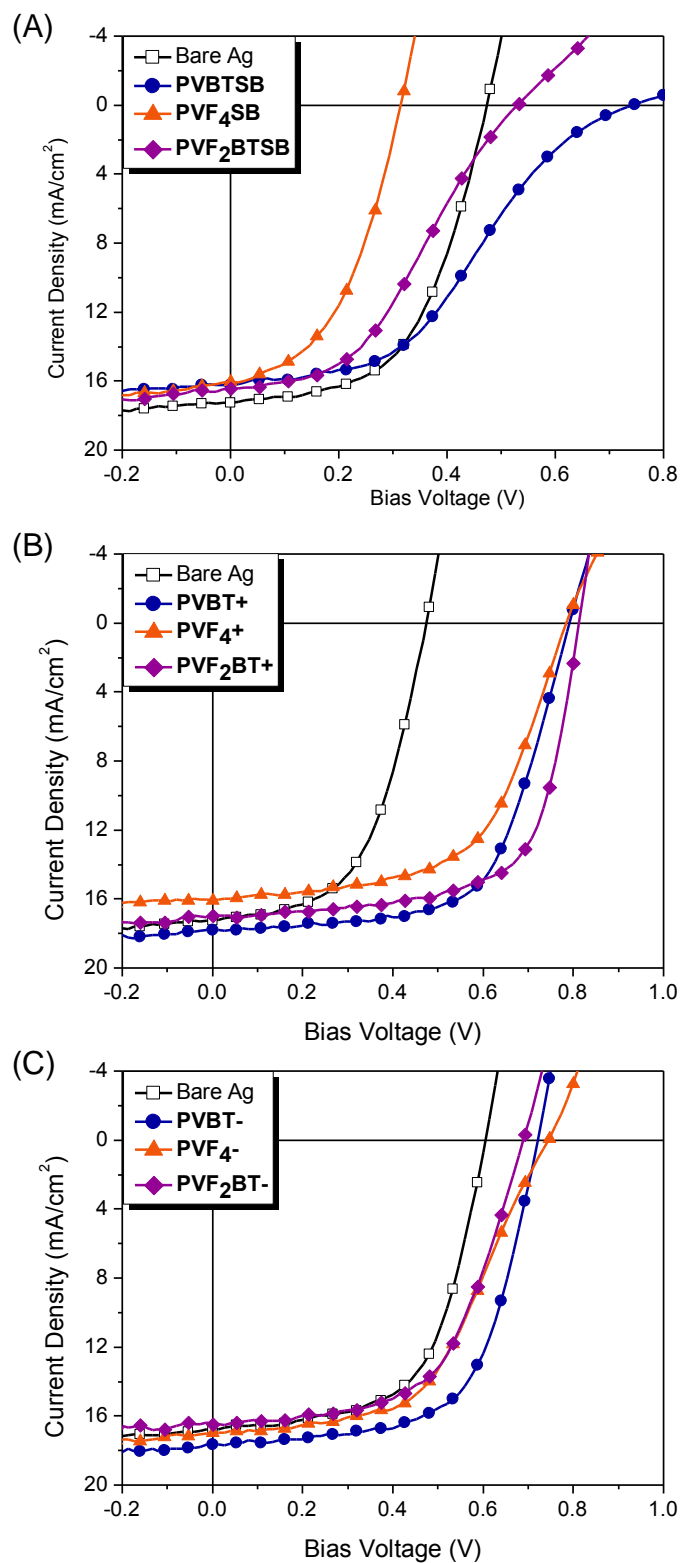 (A)
Bare Ag
PVBTSB
PVF₄SB
PVF₂BTSB
-4
0
4
8
12
16
20
Current Density (mA/cm²)
-0.2 0.0 0.2 0.4 0.6 0.8
Bias Voltage (V)
(B)
Bare Ag
PVBT+
PVF₄+
PVF₂BT+
-4
0
4
8
12
16
20
Current Density (mA/cm²)
-0.2 0.0 0.2 0.4 0.6 0.8 1.0
Bias Voltage (V)
(C)
Bare Ag
PVBT-
PVF₄-
PVF₂BT-
-4
0
4
8
12
16
20
Current Density (mA/cm²)
-0.2 0.0 0.2 0.4 0.6 0.8 1.0
Bias Voltage (V)